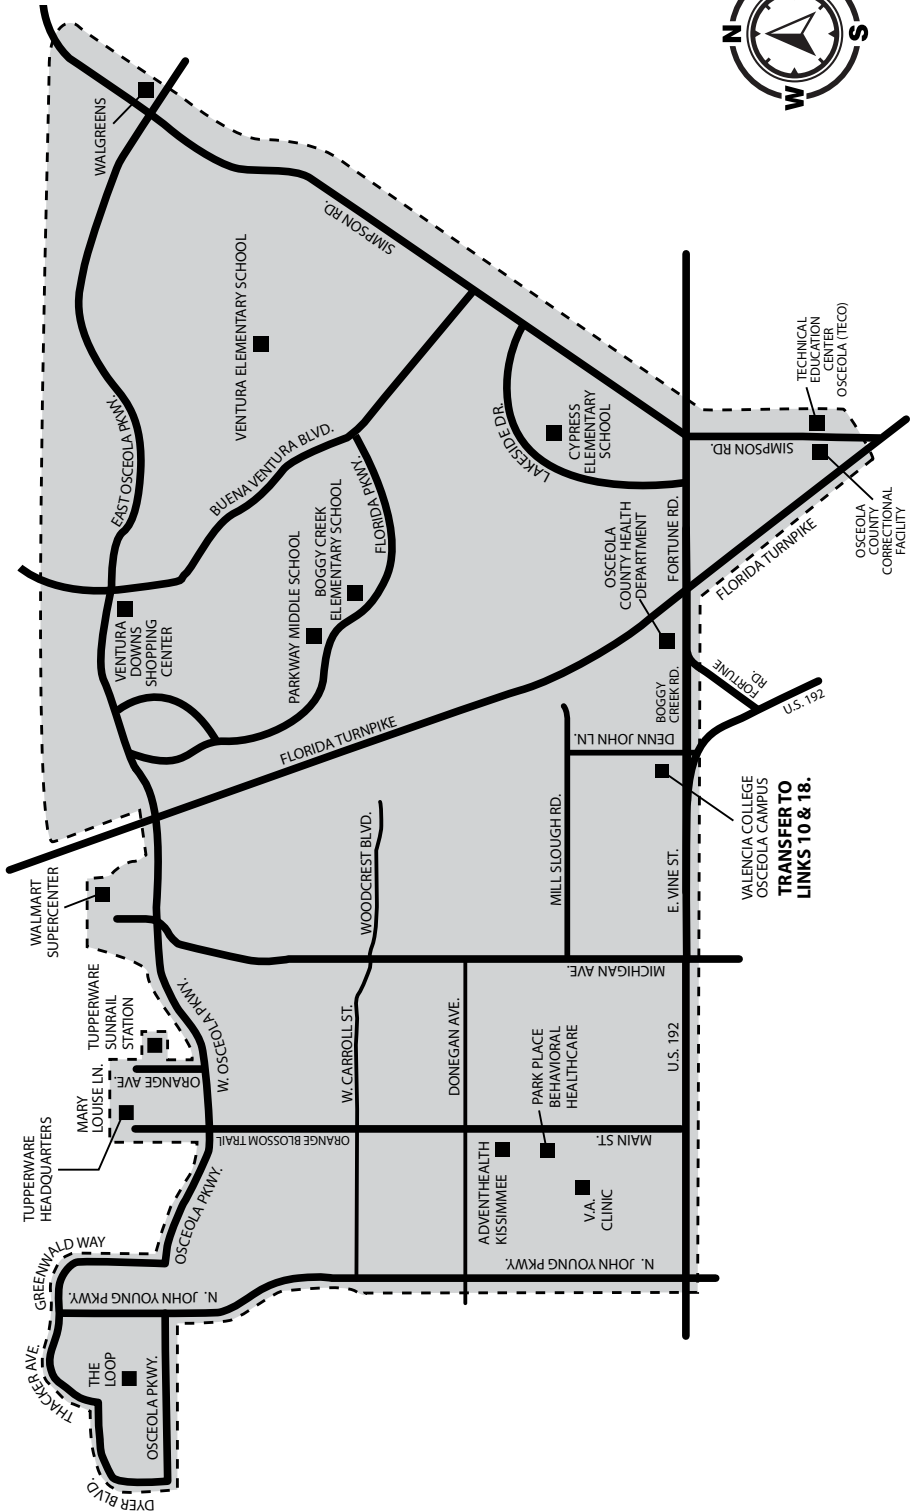 N
S
W
WALGREENS
SIMPSON RD.
VENTURA ELEMENTARY SCHOOL
EAST OSCEOLA PKWY.
BUENA VENTURA BLVD.
FLORIDA PKWY.
LAKESIDE DR.
CYPRESS
ELEMENTARY
SCHOOL
TECHNICAL
EDUCATION
CENTER
OSCEOLA (TECO)
SIMPSON RD.
OSCEOLA
COUNTY
CORRECTIONAL
FACILITY
FLORIDA TURNPIKE
FORTUNE RD.
OSCEOLA
COUNTY HEALTH
DEPARTMENT
PARKWAY MIDDLE SCHOOL
BOGGY CREEK
ELEMENTARY SCHOOL
VENTURA
DOWNS
SHOPPING
CENTER
FLORIDA TURNPIKE
BOGGY
CREEK RD.
FORTUNE
RD.
U.S. 192
DENN JOHN LN.
VALENCIA COLLEGE
OSCEOLA CAMPUS
TRANSFER TO
LINKS 10 & 18.
MILL SLOUGH RD.
WOODCREST BLVD.
E. VINE ST.
WALMART
SUPERCENTER
MICHIGAN AVE.
TUPPERWARE
SUNRAIL
STATION
W. OSCEOLA PKWY.
ORANGE AVE.
MARY
LOUISE LN.
TUPPERWARE
HEADQUARTERS
W. CARROLL ST.
DONEGAN AVE.
PARK PLACE
BEHAVIORAL
HEALTHCARE
U.S. 192
ORANGE BLOSSOM TRAIL
MAIN ST.
ADVENTHEALTH
KISSIMMEE
V.A.
CLINIC
OSCEOLA PKWY.
GREENWALD WAY
N. JOHN YOUNG PKWY.
N. JOHN YOUNG PKWY.
THACKER AVE.
THE
LOOP
OSCEOLA PKWY.
DYER BLVD.